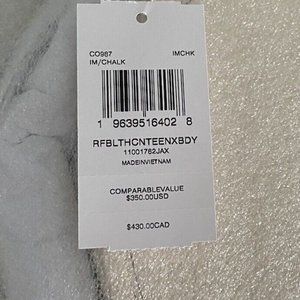 CO987 IMCHK
IM/CHALK
1 9639516402 8
RFBLTHCNTEENXBDY
11001762JAX
MADEINVIETNAM
COMPARABLEVALUE
$350.00USD
$430.00CAD